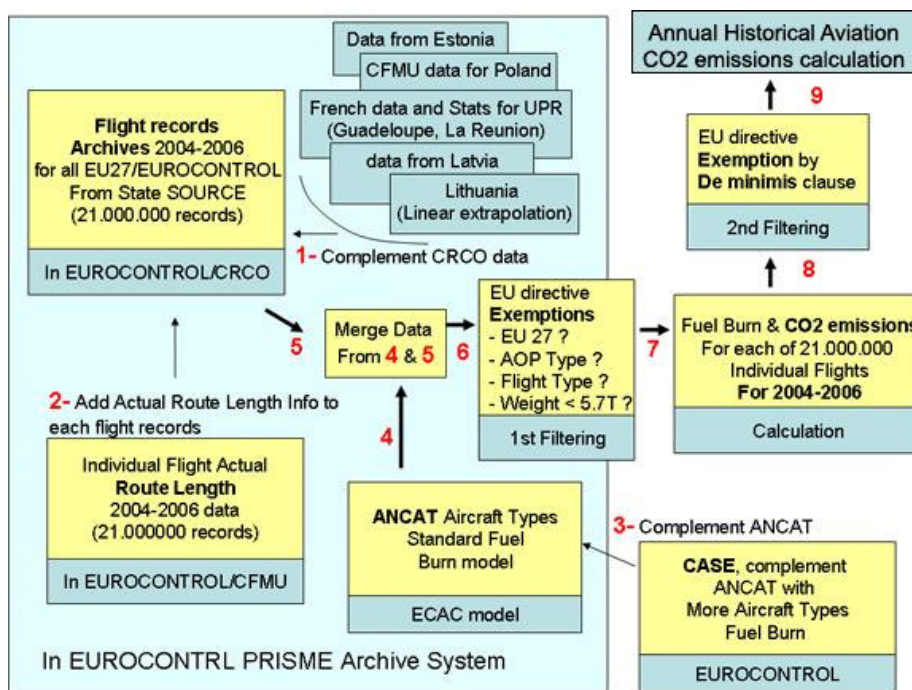 Data from Estonia
CFMU data for Poland
French data and Stats for UPR
(Guadeloupe, La Reunion)
data from Latvia
Lithuania
(Linear extrapolation)
Annual Historical Aviation
CO2 emissions calculation
9
EU directive
Exemption by
De minimis clause
2nd Filtering
8
Flight records
Archives 2004-2006
for all EU27/EUROCONTROL
From State SOURCE
(21.000.000 records)
In EUROCONTROL/CRCO
1- Complement CRCO data
5
Merge Data
From 4 & 5
6
EU directive
Exemptions
- EU 27 ?
- AOP Type ?
- Flight Type ?
- Weight < 5.7T ?
1st Filtering
7
Fuel Burn & CO2 emissions
For each of 21.000.000
Individual Flights
For 2004-2006
Calculation
2- Add Actual Route Length Info to
each flight records
Individual Flight Actual
Route Length
2004-2006 data
(21.000000 records)
In EUROCONTROL/CFMU
4
ANCAT Aircraft Types
Standard Fuel
Burn model
ECAC model
3- Complement ANCAT
CASE, complement
ANCAT with
More Aircraft Types
Fuel Burn
EUROCONTROL
In EUROCONTRL PRISME Archive System